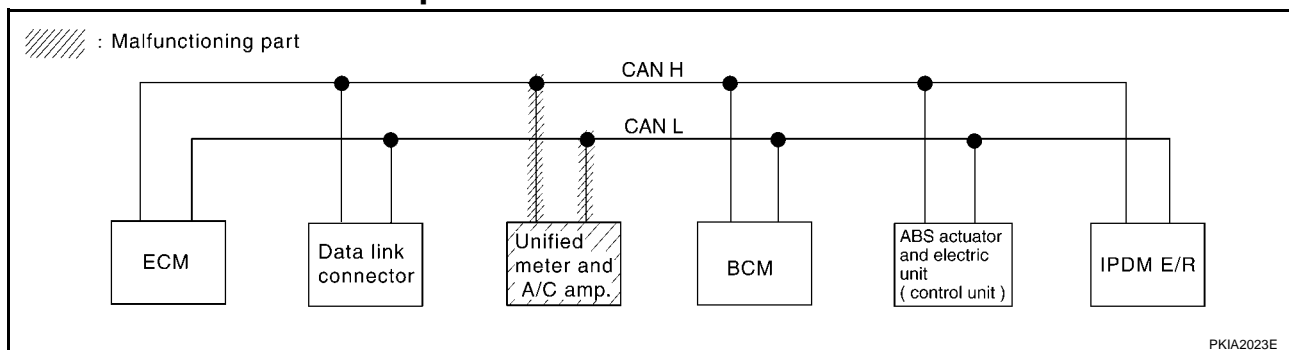 : Malfunctioning part
CAN H
CAN L
ECM
Data link
connector
Unified
meter and
A/C amp.
BCM
ABS actuator
and electric
unit
( control unit )
IPDM E/R
PKIA2023E